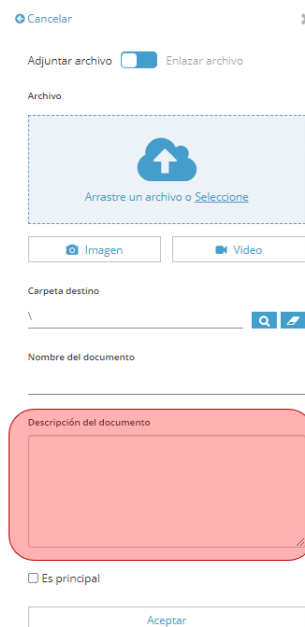 Cancelar
Adjuntar archivo Enlazar archivo
Archivo
Arrastre un archivo o Seleccione
Imagen Video
Carpeta destino
\
Nombre del documento
Descripción del documento
Es principal
Aceptar